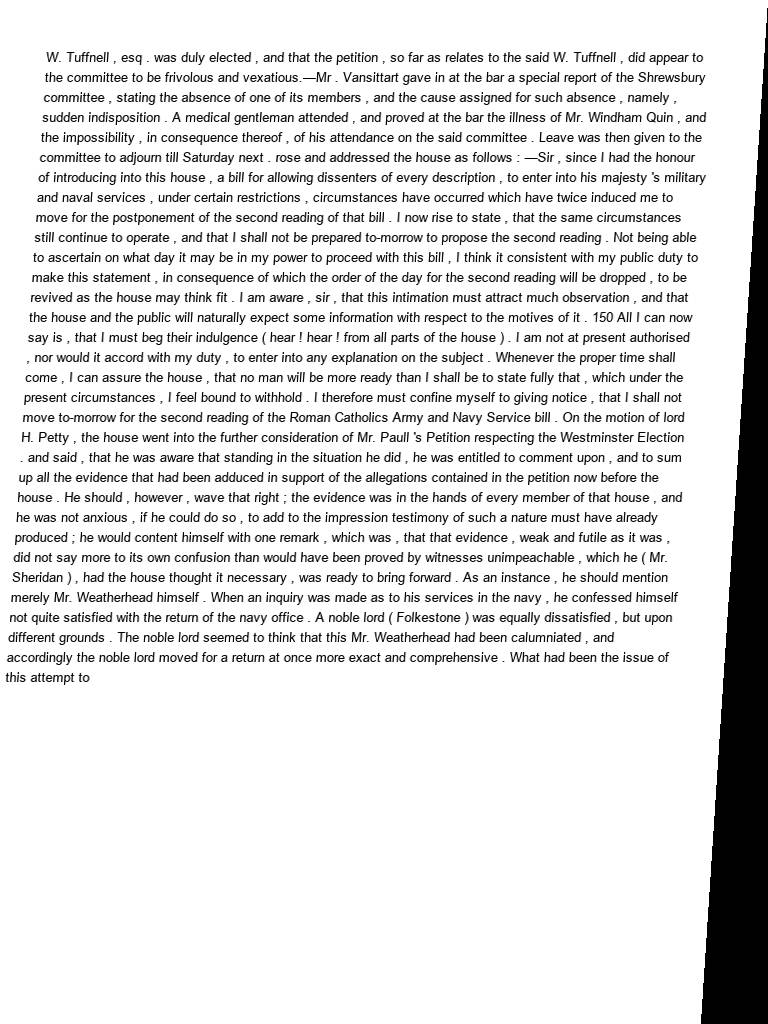 W. Tuffnell , esq . was duly elected , and that the petition , so far as relates to the said W. Tuffnell , did appear to
the committee to be frivolous and vexatious.—Mr . Vansittart gave in at the bar a special report of the Shrewsbury
committee , stating the absence of one of its members , and the cause assigned for such absence , namely ,
sudden indisposition . A medical gentleman attended , and proved at the bar the illness of Mr. Windham Quin , and
the impossibility , in consequence thereof , of his attendance on the said committee . Leave was then given to the
committee to adjourn till Saturday next . rose and addressed the house as follows : —Sir , since I had the honour
of introducing into this house , a bill for allowing dissenters of every description , to enter into his majesty 's military
and naval services , under certain restrictions , circumstances have occurred which have twice induced me to
move for the postponement of the second reading of that bill . I now rise to state , that the same circumstances
still continue to operate , and that I shall not be prepared to-morrow to propose the second reading . Not being able
to ascertain on what day it may be in my power to proceed with this bill , I think it consistent with my public duty to
make this statement , in consequence of which the order of the day for the second reading will be dropped , to be
revived as the house may think fit . I am aware , sir , that this intimation must attract much observation , and that
the house and the public will naturally expect some information with respect to the motives of it . 150 All I can now
say is , that I must beg their indulgence ( hear ! hear ! from all parts of the house ) . I am not at present authorised
, nor would it accord with my duty , to enter into any explanation on the subject . Whenever the proper time shall
come , I can assure the house , that no man will be more ready than I shall be to state fully that , which under the
present circumstances , I feel bound to withhold . I therefore must confine myself to giving notice , that I shall not
move to-morrow for the second reading of the Roman Catholics Army and Navy Service bill . On the motion of lord
H. Petty , the house went into the further consideration of Mr. Paull 's Petition respecting the Westminster Election
. and said , that he was aware that standing in the situation he did , he was entitled to comment upon , and to sum
up all the evidence that had been adduced in support of the allegations contained in the petition now before the
house . He should , however , wave that right ; the evidence was in the hands of every member of that house , and
he was not anxious , if he could do so , to add to the impression testimony of such a nature must have already
produced ; he would content himself with one remark , which was , that that evidence , weak and futile as it was ,
did not say more to its own confusion than would have been proved by witnesses unimpeachable , which he ( Mr.
Sheridan ) , had the house thought it necessary , was ready to bring forward . As an instance , he should mention
merely Mr. Weatherhead himself . When an inquiry was made as to his services in the navy , he confessed himself
not quite satisfied with the return of the navy office . A noble lord ( Folkestone ) was equally dissatisfied , but upon
different grounds . The noble lord seemed to think that this Mr. Weatherhead had been calumniated , and
accordingly the noble lord moved for a return at once more exact and comprehensive . What had been the issue of
this attempt to